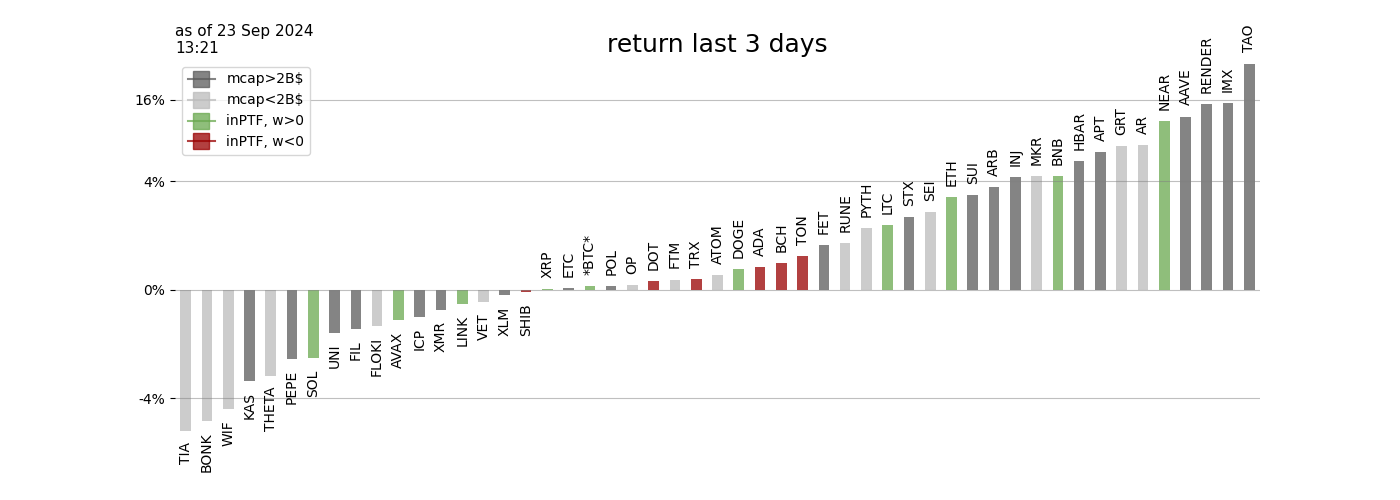 as of 23 Sep 2024
13:21
return last 3 days
mcap>2B$
mcap<2B$
inPTF, w>0
inPTF, w<0
16%
4%
0%
-4%
TIA
BONK
WIF
KAS
THETA
PEPE
SOL
UNI
FIL
FLOKI
AVAX
ICP
XMR
LINK
VET
XLM
SHIB
XRP
ETC
*BTC*
POL
OP
DOT
FTM
TRX
ATOM
DOGE
ADA
BCH
TON
FET
RUNE
PYTH
LTC
STX
SEI
ETH
SUI
ARB
INJ
MKR
BNB
HBAR
APT
GRT
AR
NEAR
AAVE
RENDER
IMX
TAO